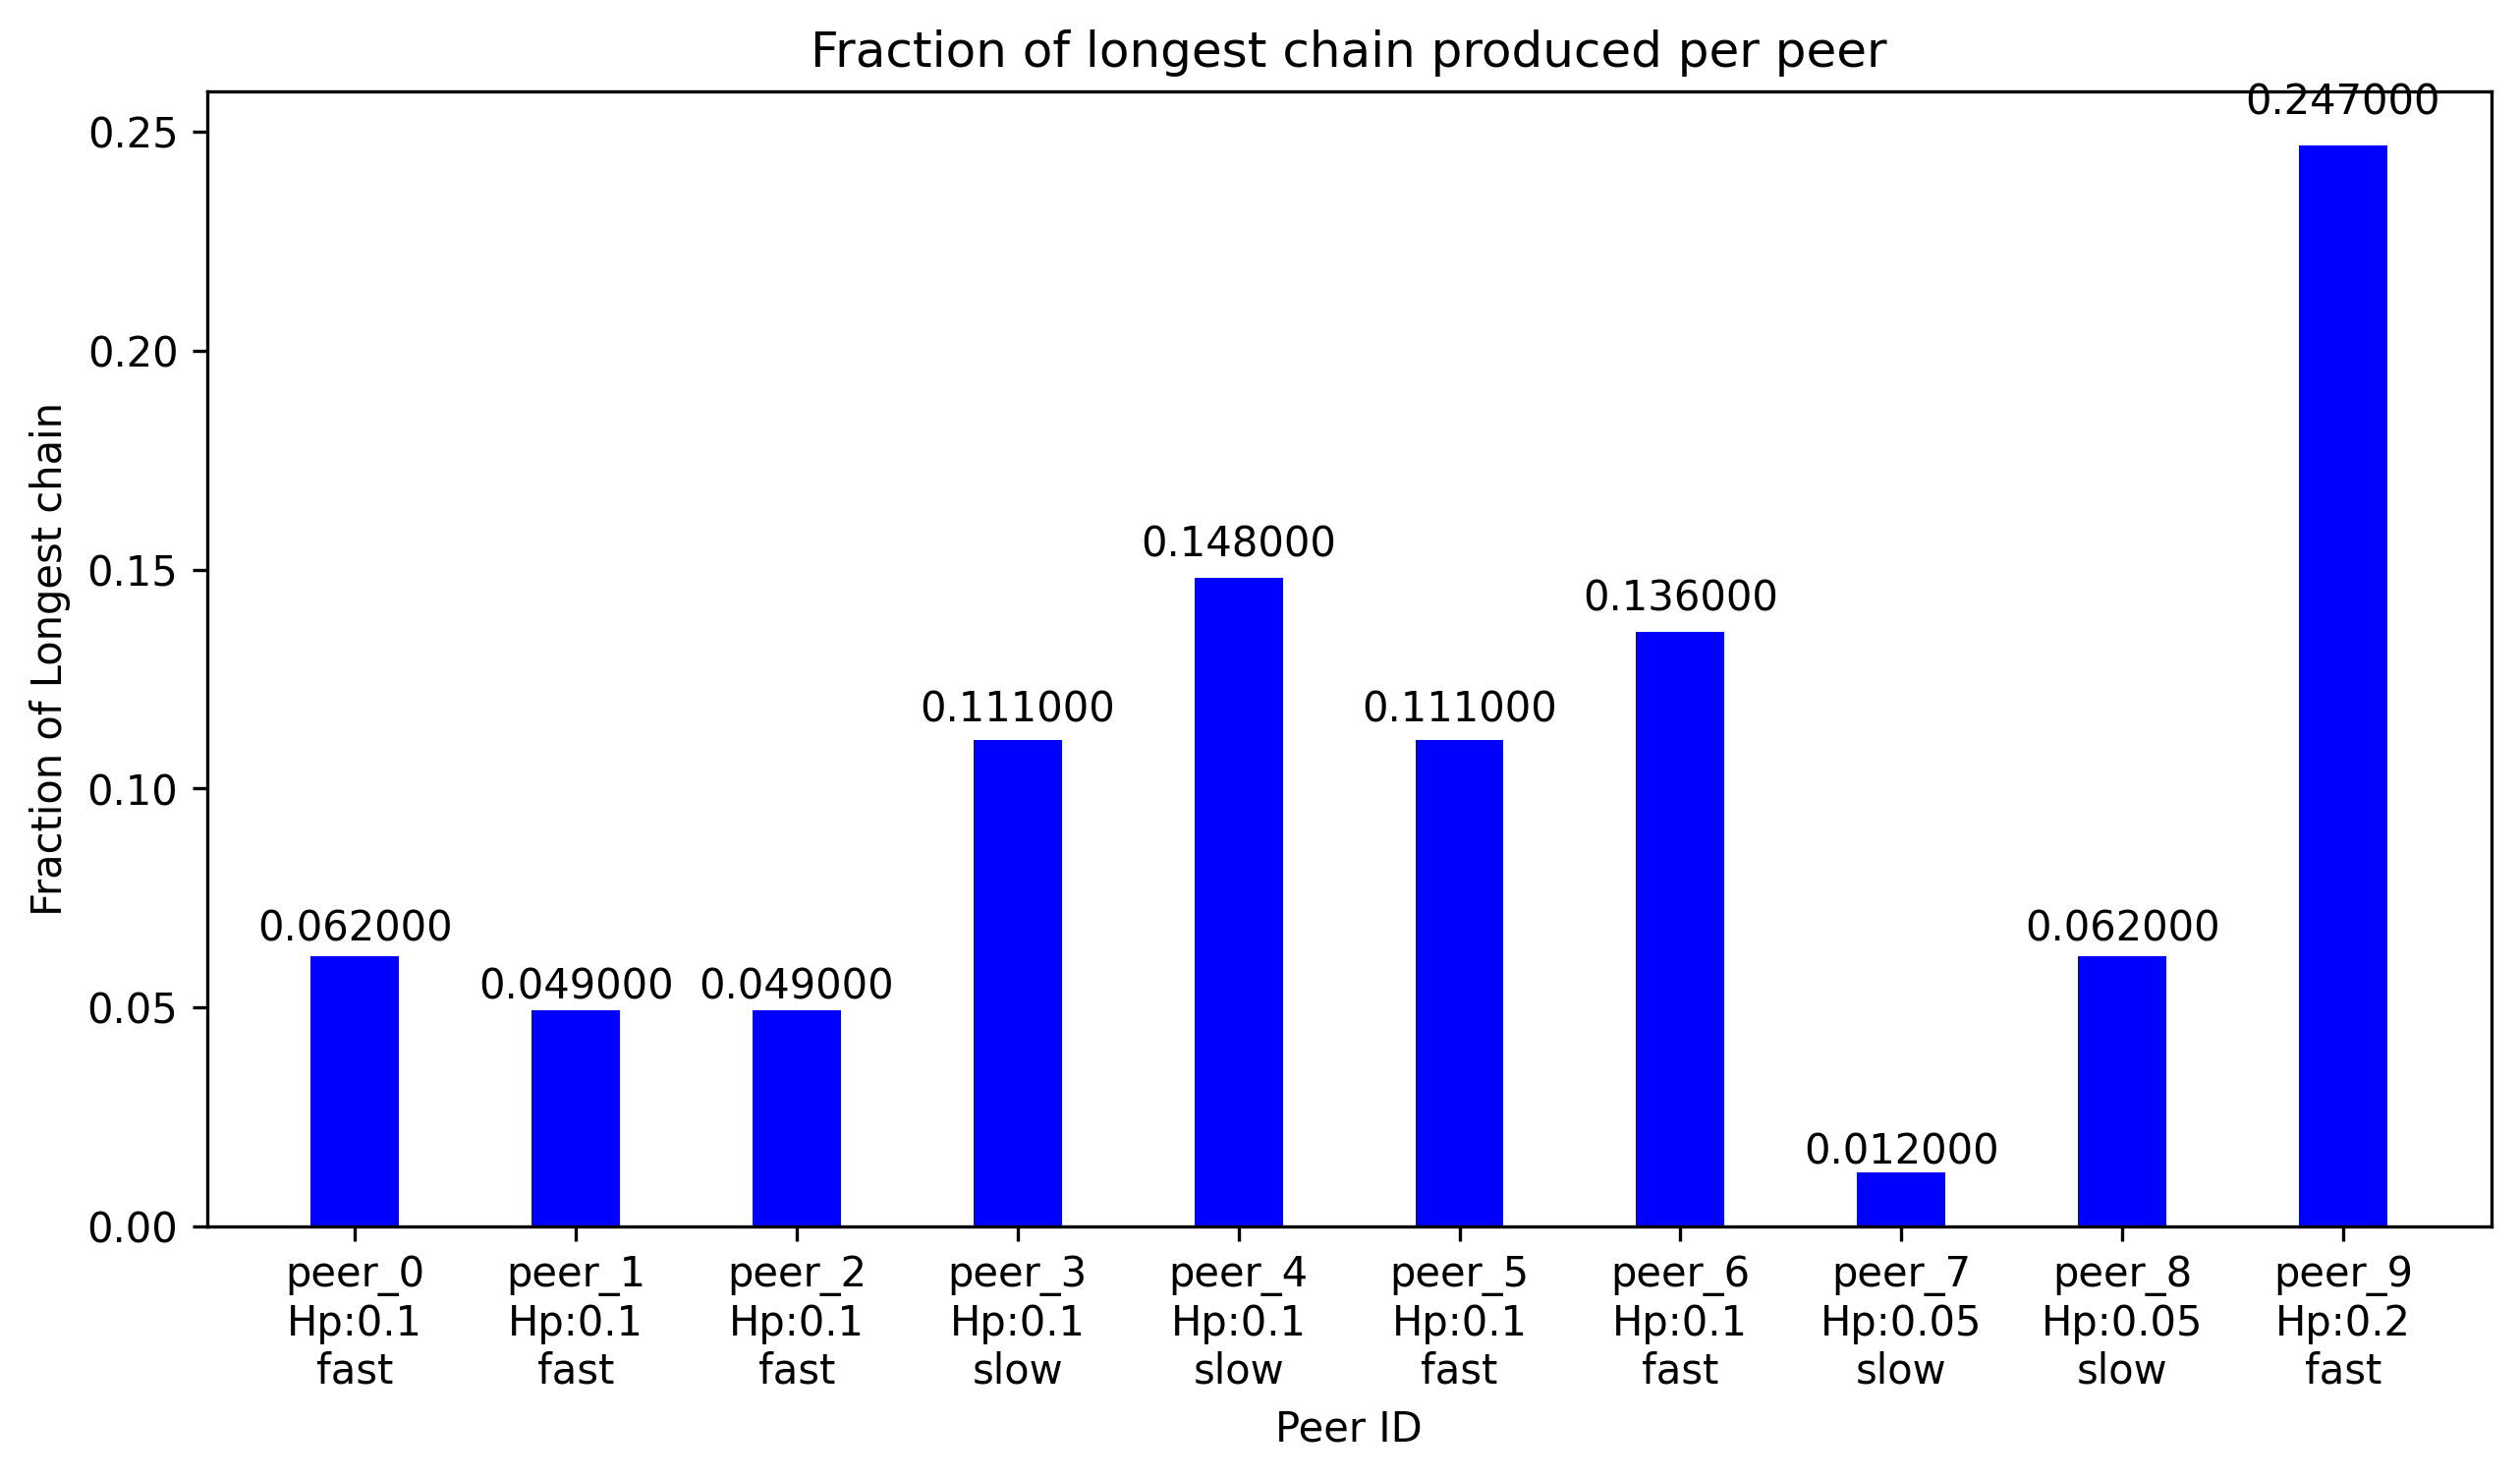 Fraction of longest chain produced per peer
Fraction of Longest chain
0.25
0.20
0.15
0.10
0.05
0.00
0.062000
0.049000
0.049000
0.111000
0.148000
0.111000
0.136000
0.012000
0.062000
0.247000
peer_0
Hp:0.1
fast
peer_1
Hp:0.1
fast
peer_2
Hp:0.1
fast
peer_3
Hp:0.1
slow
peer_4
Hp:0.1
slow
peer_5
Hp:0.1
fast
peer_6
Hp:0.1
fast
peer_7
Hp:0.05
slow
peer_8
Hp:0.05
slow
peer_9
Hp:0.2
fast
Peer ID